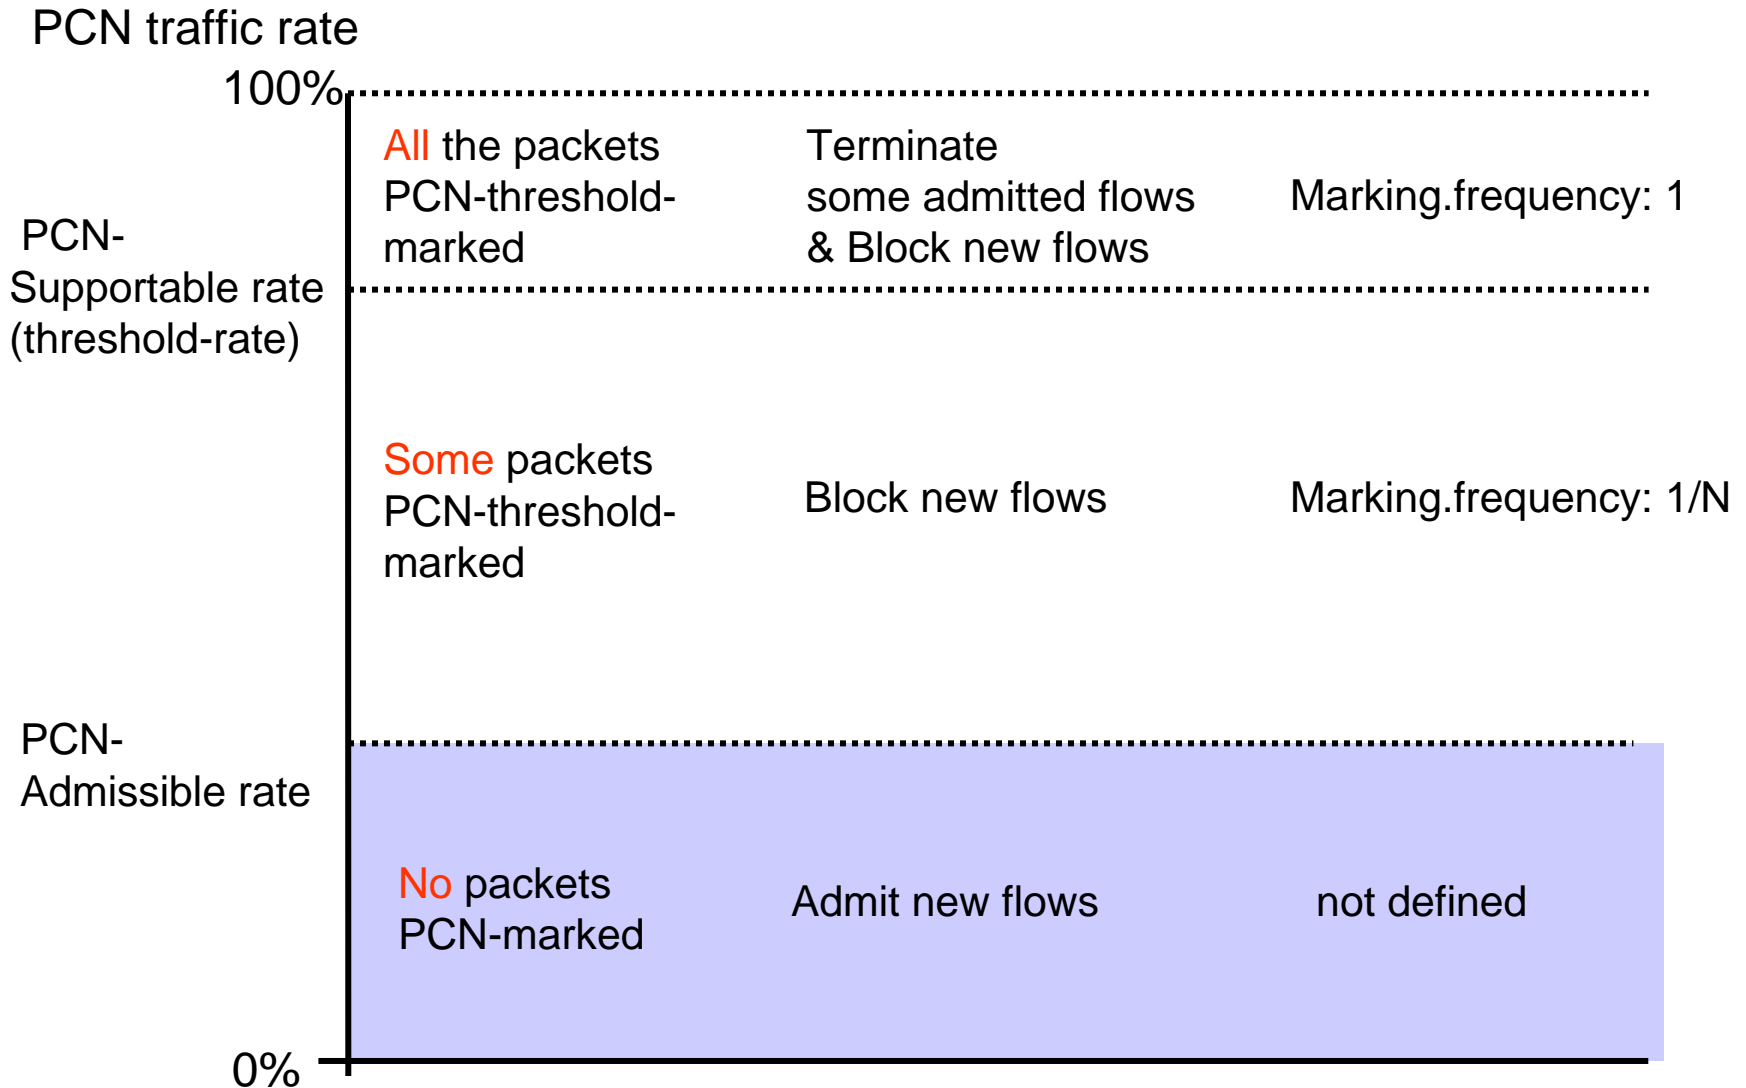 PCN traffic rate
100%
All the packets
PCN-threshold-
marked
Terminate
some admitted flows
& Block new flows
Marking.frequency: 1
PCN-
Supportable rate
(threshold-rate)
Some packets
PCN-threshold-
marked
Block new flows
Marking.frequency: 1/N
PCN-
Admissible rate
No packets
PCN-marked
Admit new flows
not defined
0%